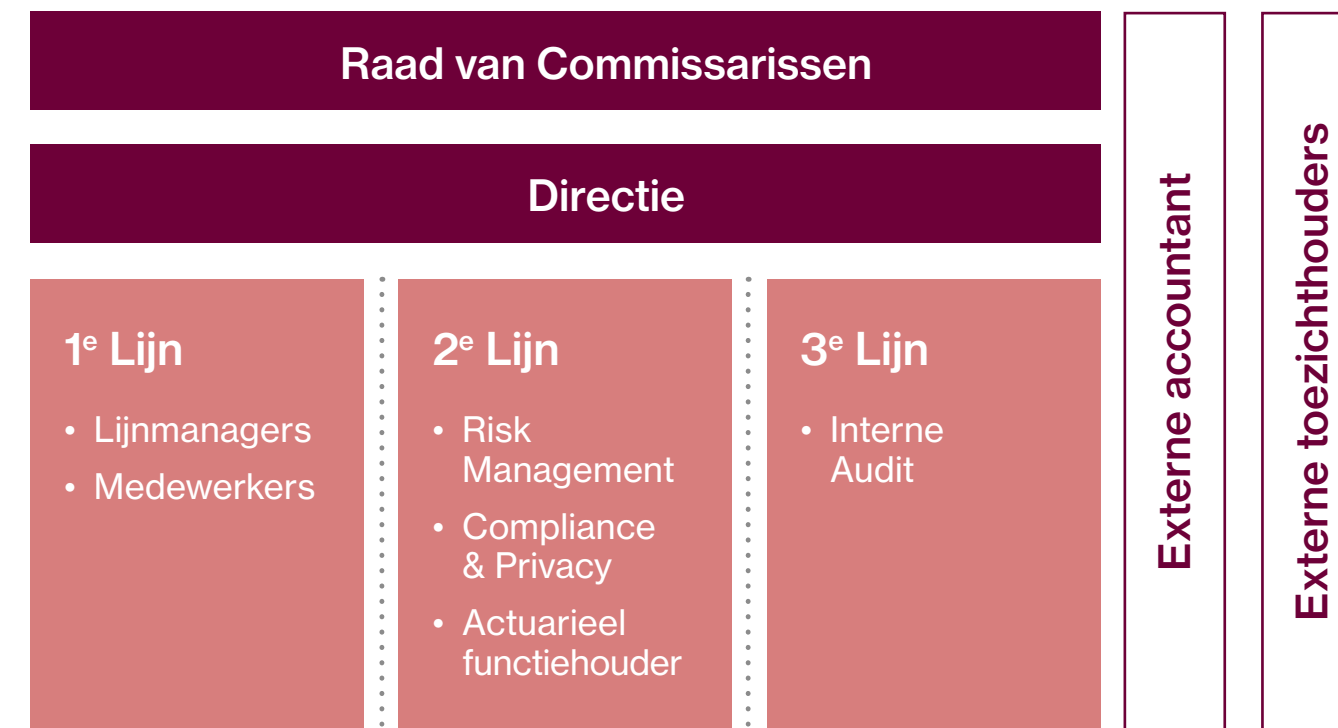 Raad van Commissarissen
Directie
1e Lijn
• Lijnmanagers
• Medewerkers
2e Lijn
• Risk
Management
• Compliance
& Privacy
• Actuarieel
functiehouder
3e Lijn
• Interne
Audit
Externe accountant
Externe toezichthouders